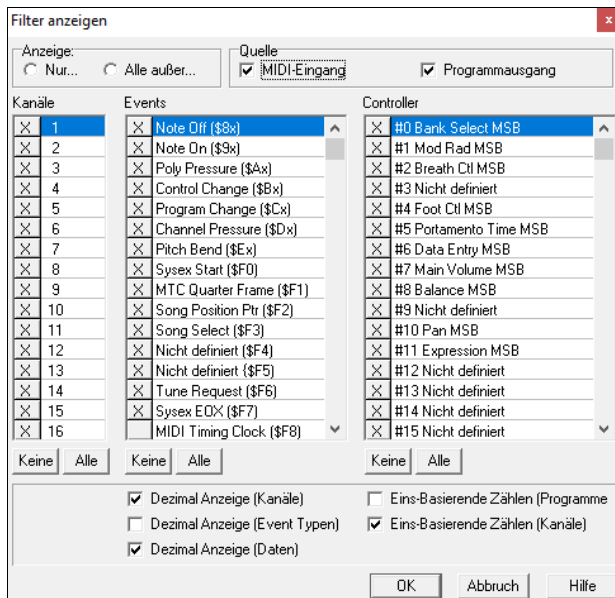 Filter anzeigen x
Anzeige: Quelle
Nur... Alle außer... MIDI-Eingang Programmausgang
Kanäle Events Controller
X 1 X Note Off ($8x) X #0 Bank Select MSB
X 2 X Note On ($9x) X #1 Mod Rad MSB
X 3 X Poly Pressure ($Ax) X #2 Breath Ctl MSB
X 4 X Control Change ($Bx) X #3 Nicht definiert
X 5 X Program Change ($Cx) X #4 Foot Ctl MSB
X 6 X Channel Pressure ($Dx) X #5 Portamento Time MSB
X 7 X Pitch Bend ($Ex) X #6 Data Entry MSB
X 8 X Sysex Start ($F0) X #7 Main Volume MSB
X 9 X MTC Quarter Frame ($F1) X #8 Balance MSB
X 10 X Song Position Ptr ($F2) X #9 Nicht definiert
X 11 X Song Select ($F3) X #10 Pan MSB
X 12 X Nicht definiert ($F4) X #11 Expression MSB
X 13 X Nicht definiert {$F5) X #12 Nicht definiert
X 14 X Tune Request ($F6) X #13 Nicht definiert
X 15 X Sysex EOX ($F7) X #14 Nicht definiert
X 16 MIDI Timing Clock ($F8) X #15 Nicht definiert
Keine Alle Keine Alle Keine Alle
Dezimal Anzeige (Kanäle) Eins-Basierende Zählen (Programme
Dezimal Anzeige (Event Typen) Eins-Basierende Zählen (Kanäle)
Dezimal Anzeige (Daten)
OK Abbruch Hilfe